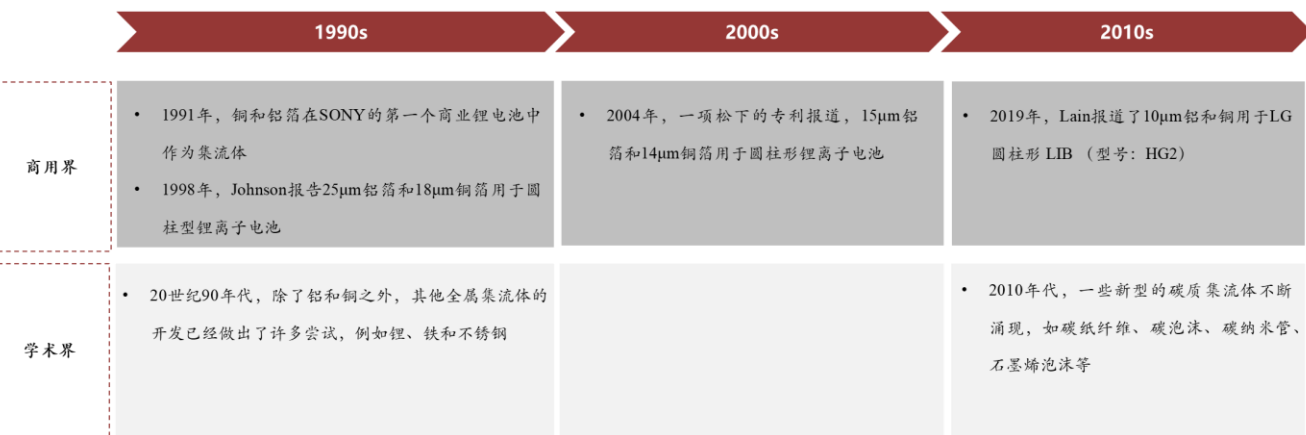 1990s
2000s
2010s
商用界
• 1991年，铜和铝箔在SONY的第一个商业锂电池中
作为集流体
• 1998年，Johnson报告25μm铝箔和18μm铜箔用于圆
柱型锂离子电池
• 2004年，一项松下的专利报道，15μm铝
箔和14μm铜箔用于圆柱形锂离子电池
• 2019年，Lain报道了10μm铝和铜用于LG
圆柱形 LIB （型号：HG2）
学术界
• 20世纪90年代，除了铝和铜之外，其他金属集流体的
开发已经做出了许多尝试，例如锂、铁和不锈钢
• 2010年代，一些新型的碳质集流体不断
涌现，如碳纸纤维、碳泡沫、碳纳米管、
石墨烯泡沫等